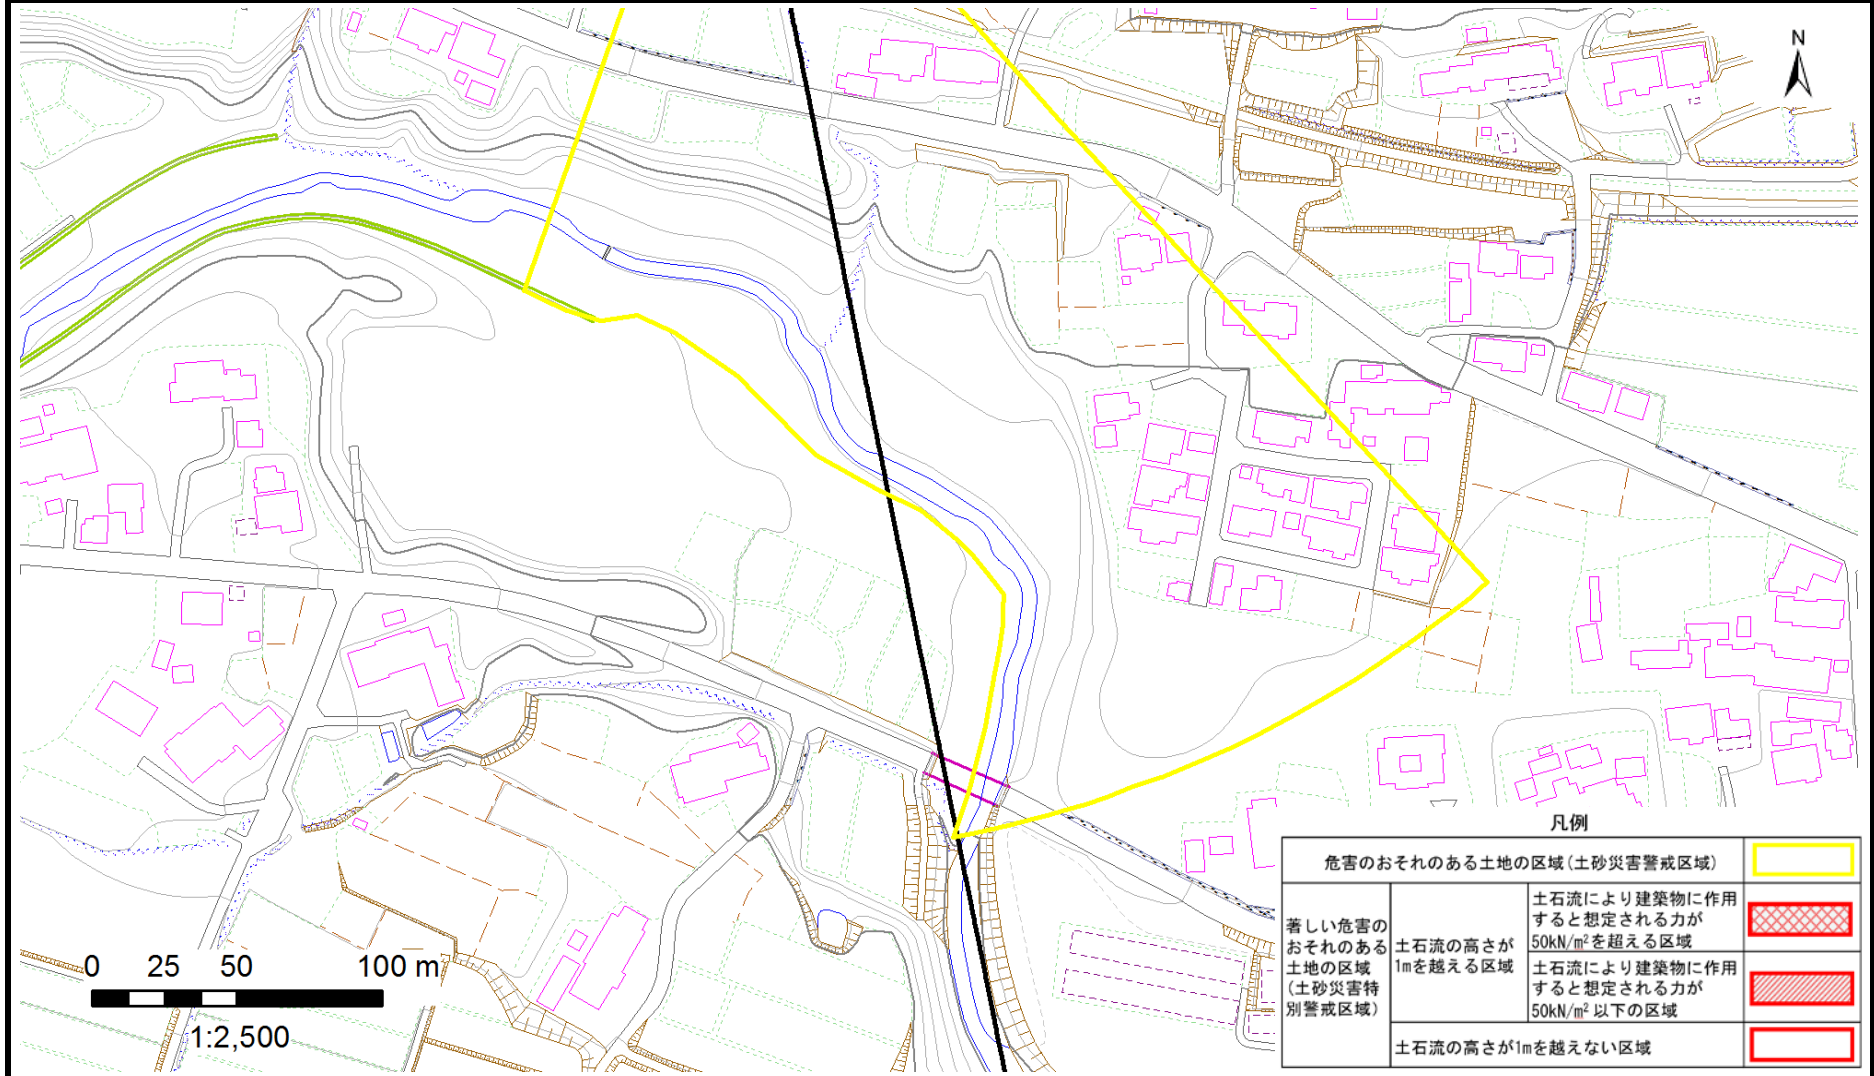 N
0 25 50 100 m
1:2,500
凡例
危害のおそれのある土地の区域（土砂災害警戒区域）
著しい危害の
おそれのある
土地の区域
（土砂災害特
別警戒区域）
土石流の高さが
1mを越える区域
土石流により建築物に作用
すると想定される力が
50kN/m²を超える区域
土石流により建築物に作用
すると想定される力が
50kN/m² 以下の区域
土石流の高さが1mを越えない区域